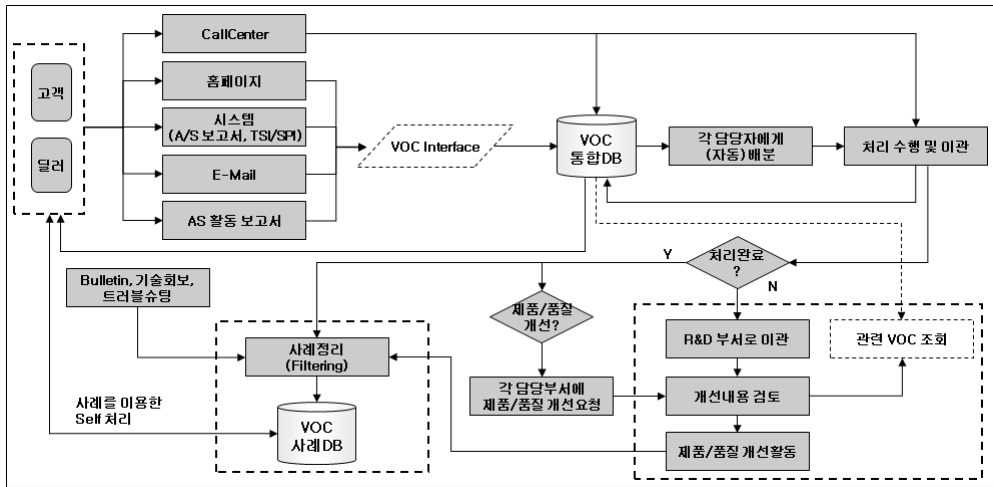 고객
딜러
CallCenter
홈페이지
시스템
(A/S 보고서, TSI/SPI)
E-Mail
AS 활동 보고서
VOC Interface
VOC
통합DB
각 담당자에게
(자동) 배분
처리 수행 및 이관
Y
처리완료
?
N
Bulletin, 기술회보,
트러블슈팅
제품/품질
개선?
R&D 부서로 이관
관련 VOC 조회
사례정리
(Filtering)
각 담당부서에
제품/품질 개선요청
개선내용 검토
사례를 이용한
Self 처리
VOC
사례DB
제품/품질 개선활동